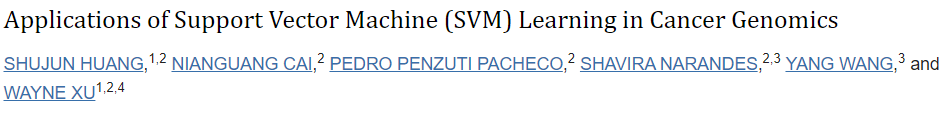 Applications of Support Vector Machine (SVM) Learning in Cancer Genomics
SHUJUN HUANG,1,2 NIANGUANG CAI,2 PEDRO PENZUTI PACHECO,2 SHAVIRA NARANDES,2,3 YANG WANG,3 and
WAYNE XU1,2,4